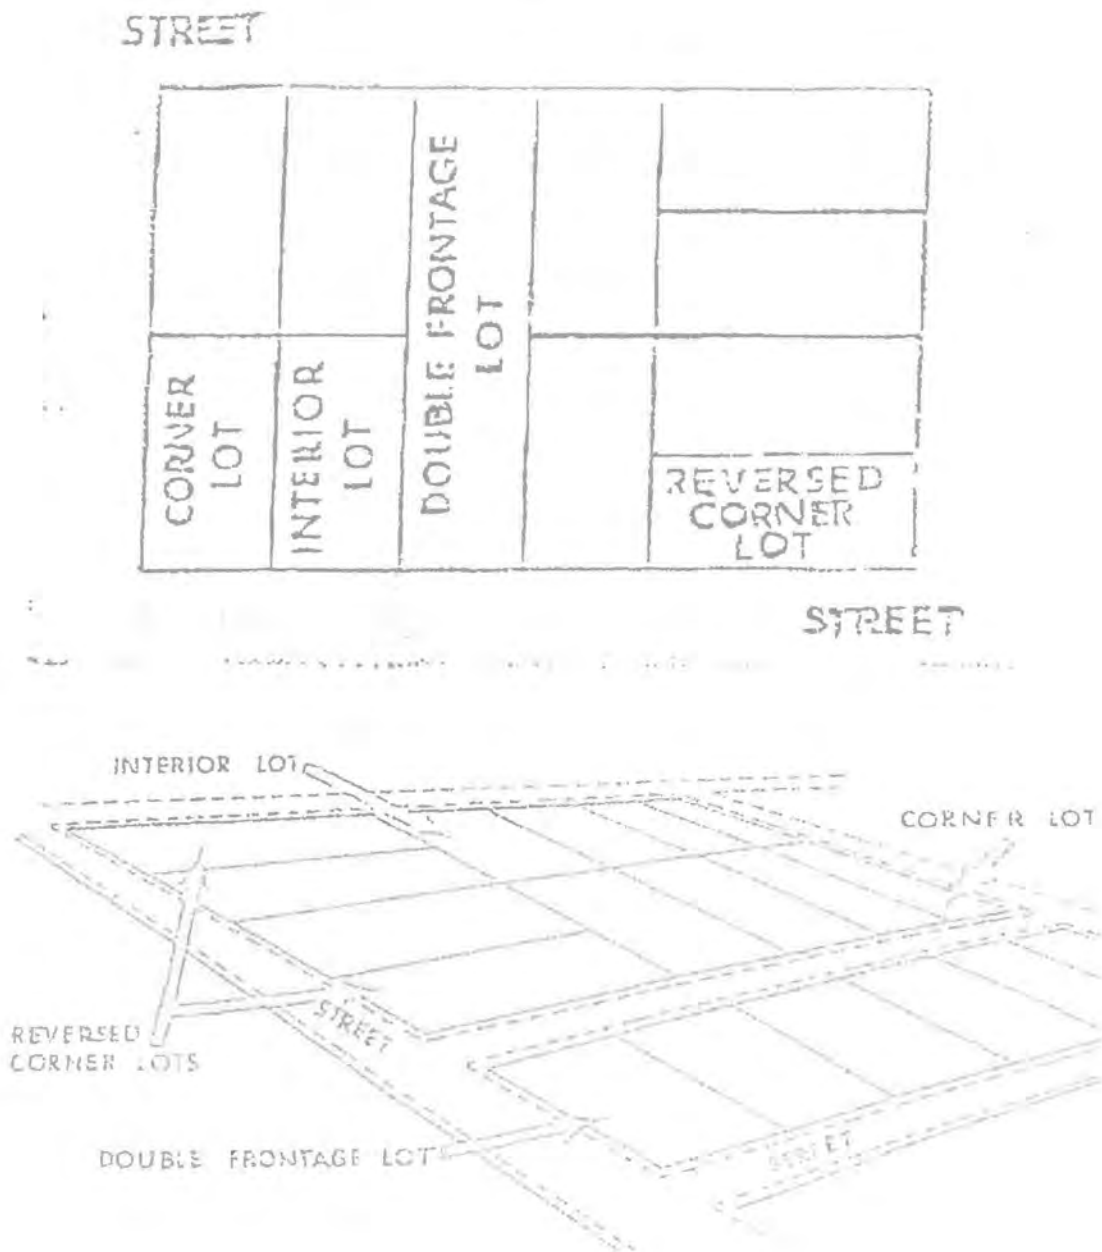 STREET
CORNER
LOT
INTERIOR
LOT
DOUBLE FRONTAGE
LOT
REVERSED
CORNER
LOT
STREET
INTERIOR LOT
CORNER LOT
STREET
REVERSED
CORNER LOTS
DOUBLE FRONTAGE LOT
STREET